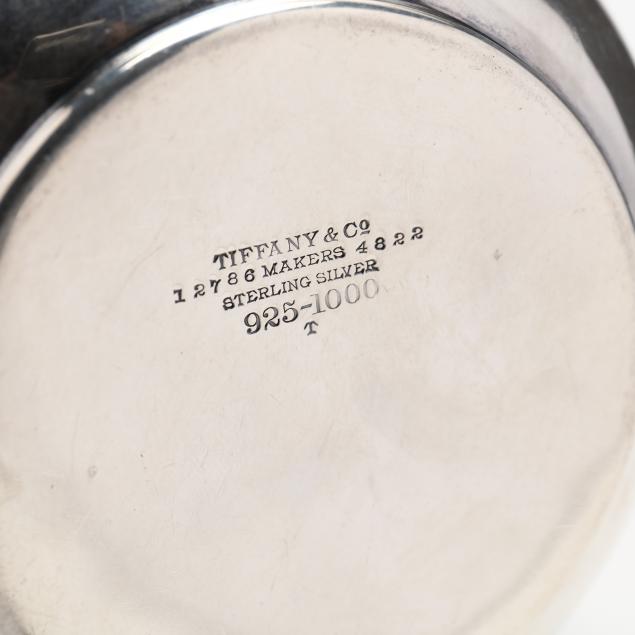 TIFFANY & Cº
12786 MAKERS 4822
STERLING SILVER
925-1000
T